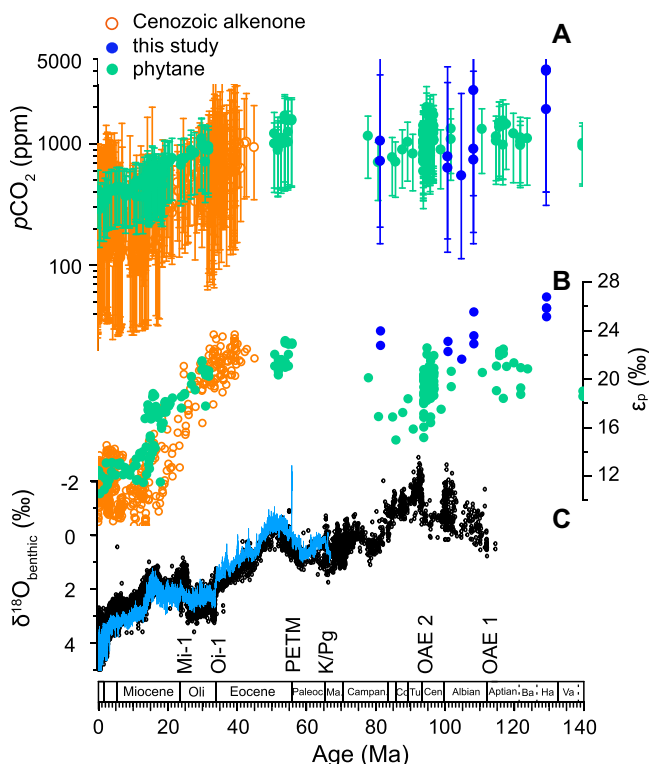 Cenozoic alkenone
this study
phytane
A
5000
1000
100
pCO2 (ppm)
B
28
24
20
16
12
εp (‰)
C
-2
0
2
4
δ18Obenthic (‰)
Mi-1
Oi-1
PETM
K/Pg
OAE 2
OAE 1
Miocene Oli Eocene Paleoc Ma. Campan. Co Tu Cen Albian Aptian Ba Ha Va
0 20 40 60 80 100 120 140
Age (Ma)